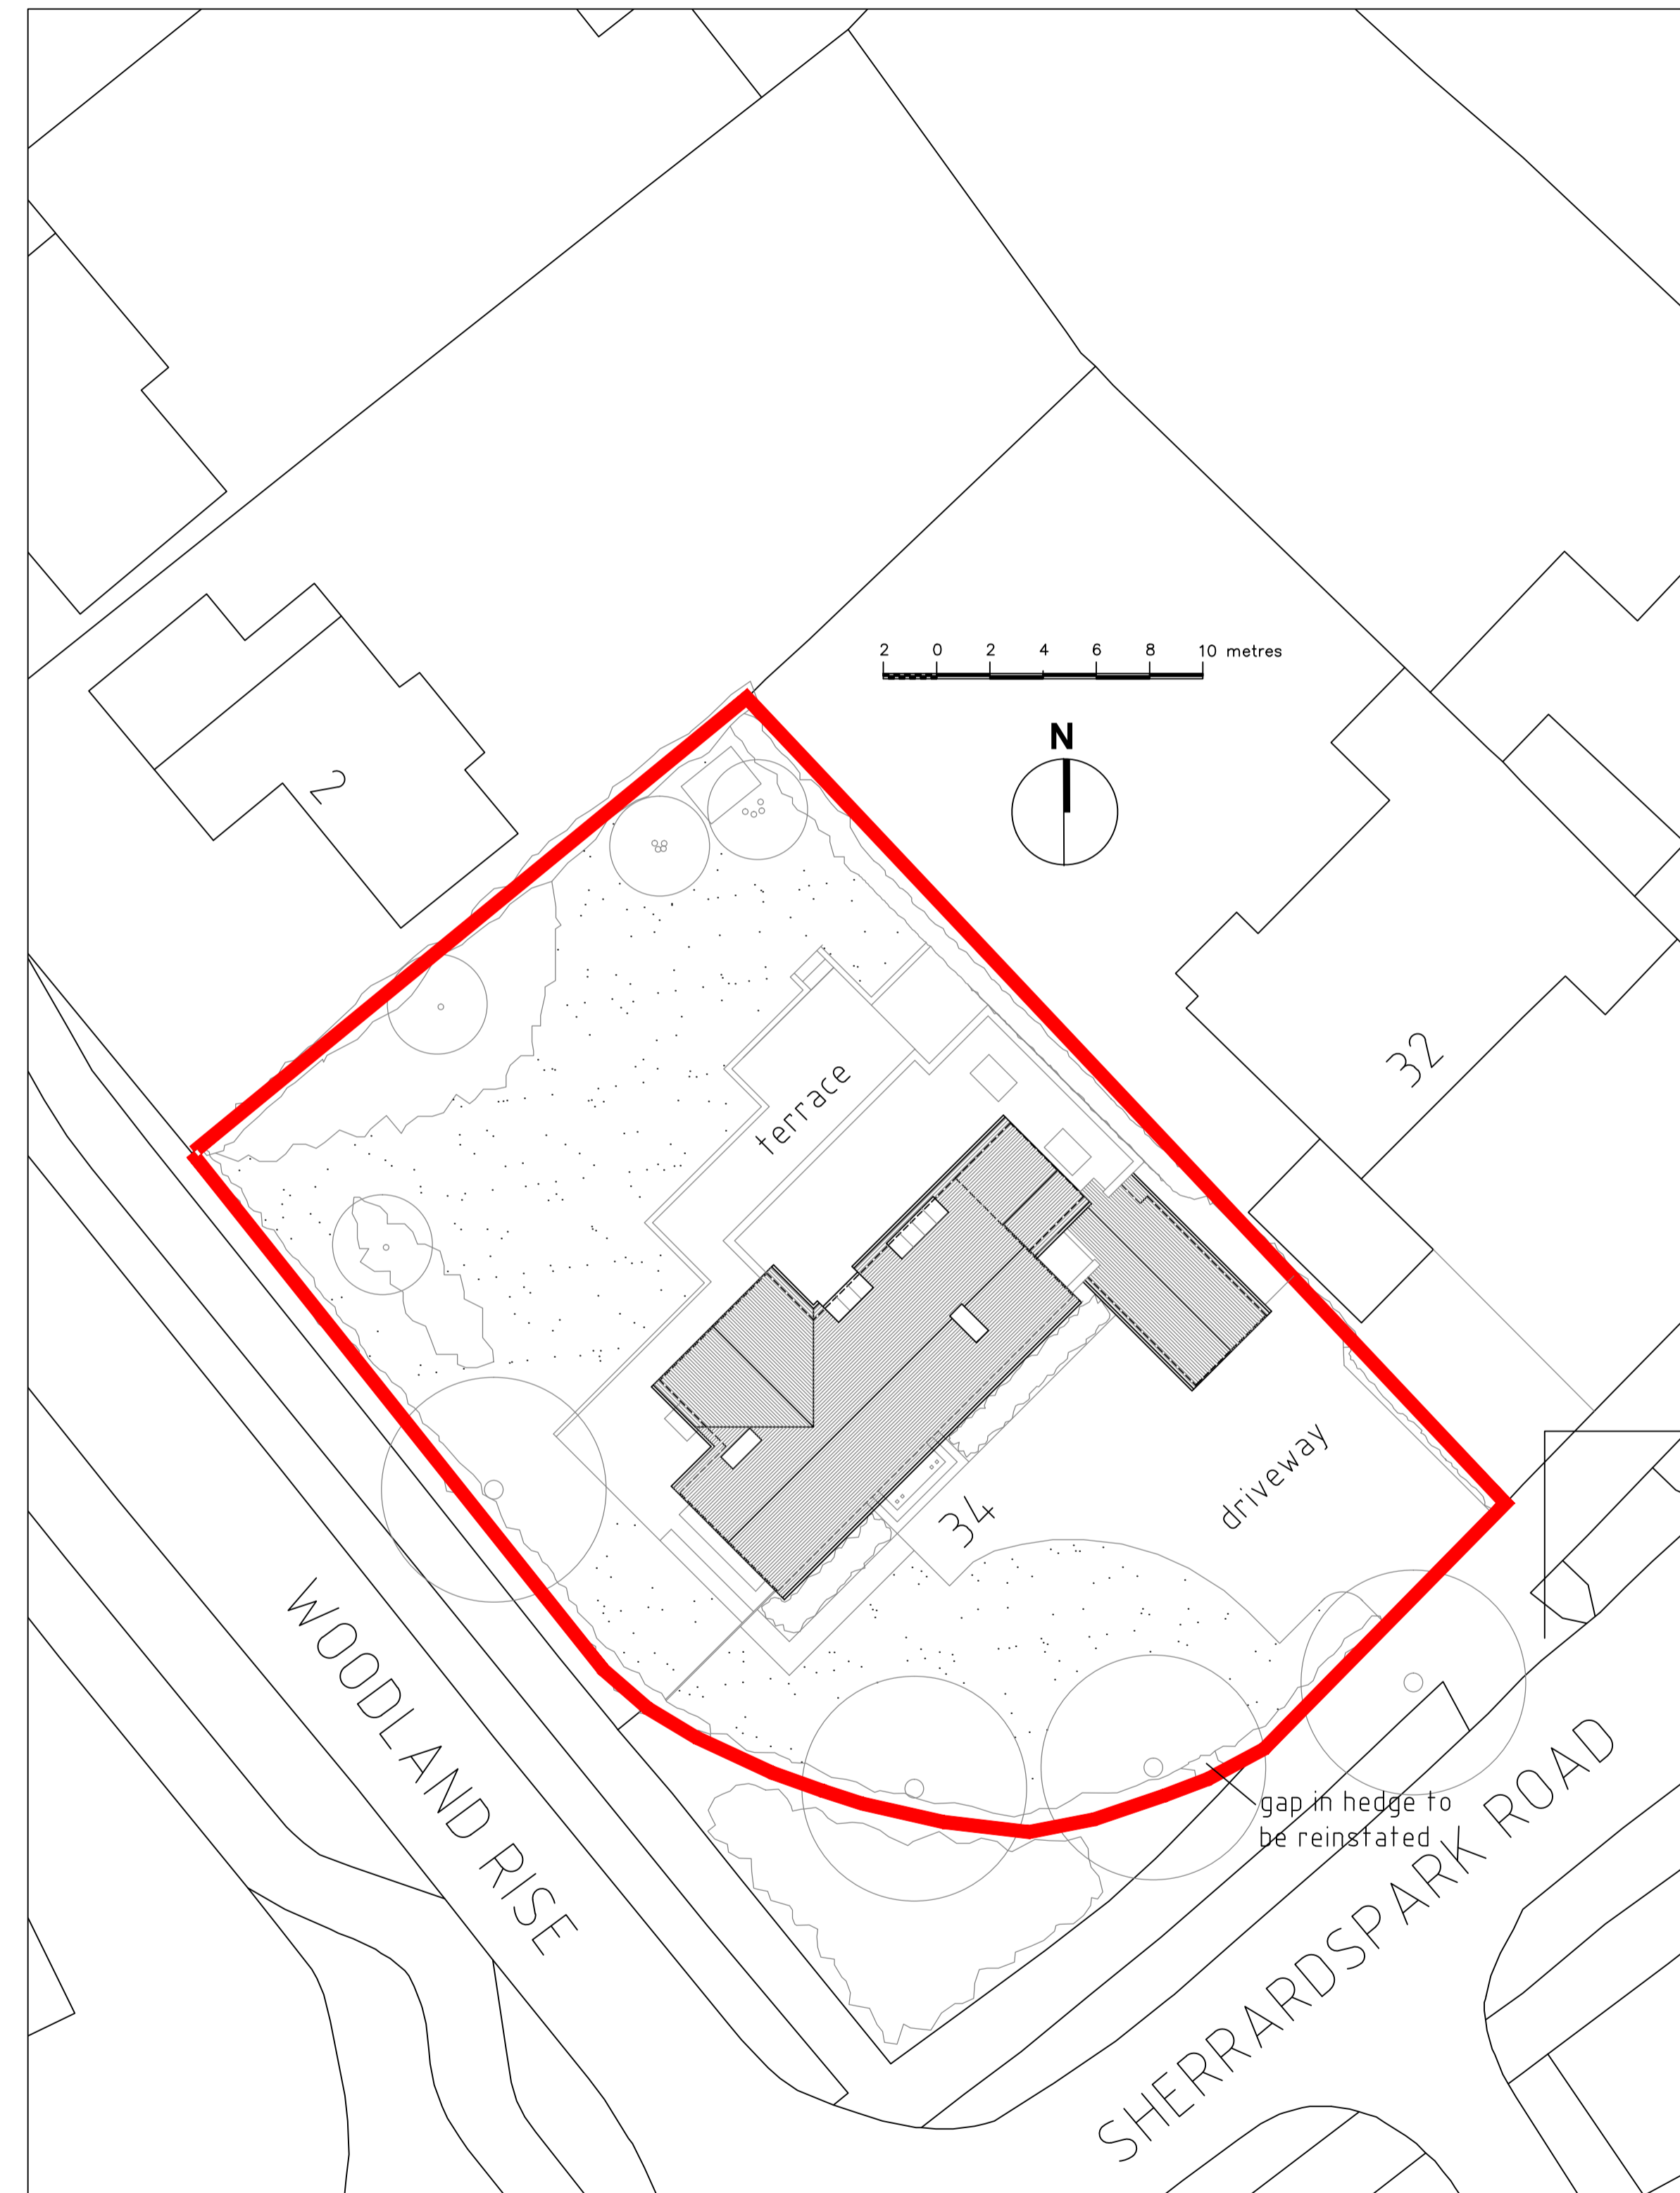 2 0 2 4 6 8 10 metres
N
2
32
terrace
driveway
34
WOODLAND RISE
gap in hedge to
be reinstated
SHERRARDSPARK ROAD